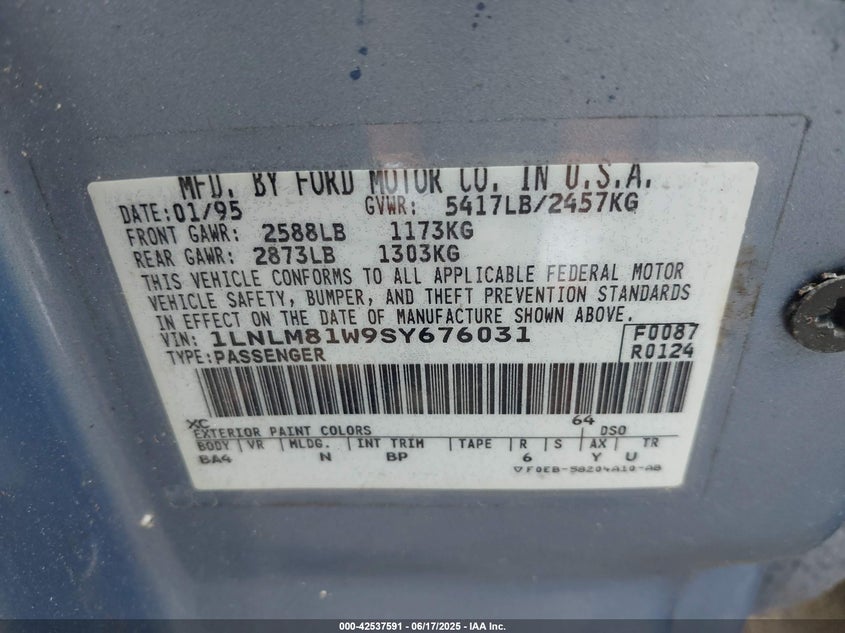 MFD. BY FORD MOTOR CO. IN U.S.A.
DATE: 01/95 GVWR: 5417LB/2457KG
FRONT GAWR: 2588LB 1173KG
REAR GAWR: 2873LB 1303KG
THIS VEHICLE CONFORMS TO ALL APPLICABLE FEDERAL MOTOR
VEHICLE SAFETY, BUMPER, AND THEFT PREVENTION STANDARDS
IN EFFECT ON THE DATE OF MANUFACTURE SHOWN ABOVE.
VIN: 1LNLM81W9SY676031 F0087
TYPE: PASSENGER R0124
XC 64
EXTERIOR PAINT COLORS DSO
BODY VR MLDG. INT TRIM TAPE R S AX TR
BA4 N BP 6 Y U
▽F0EB-58204A10-AB
000-42537591 - 06/17/2025 - IAA Inc.